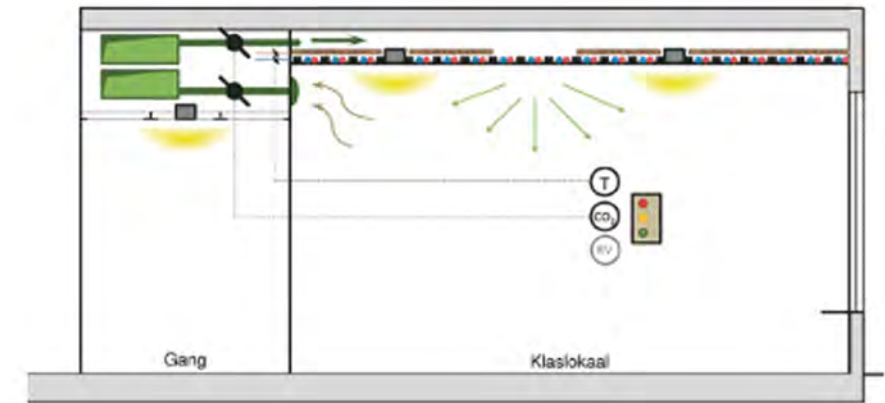 T
CO₂
RV
Gang
Klaslokaal